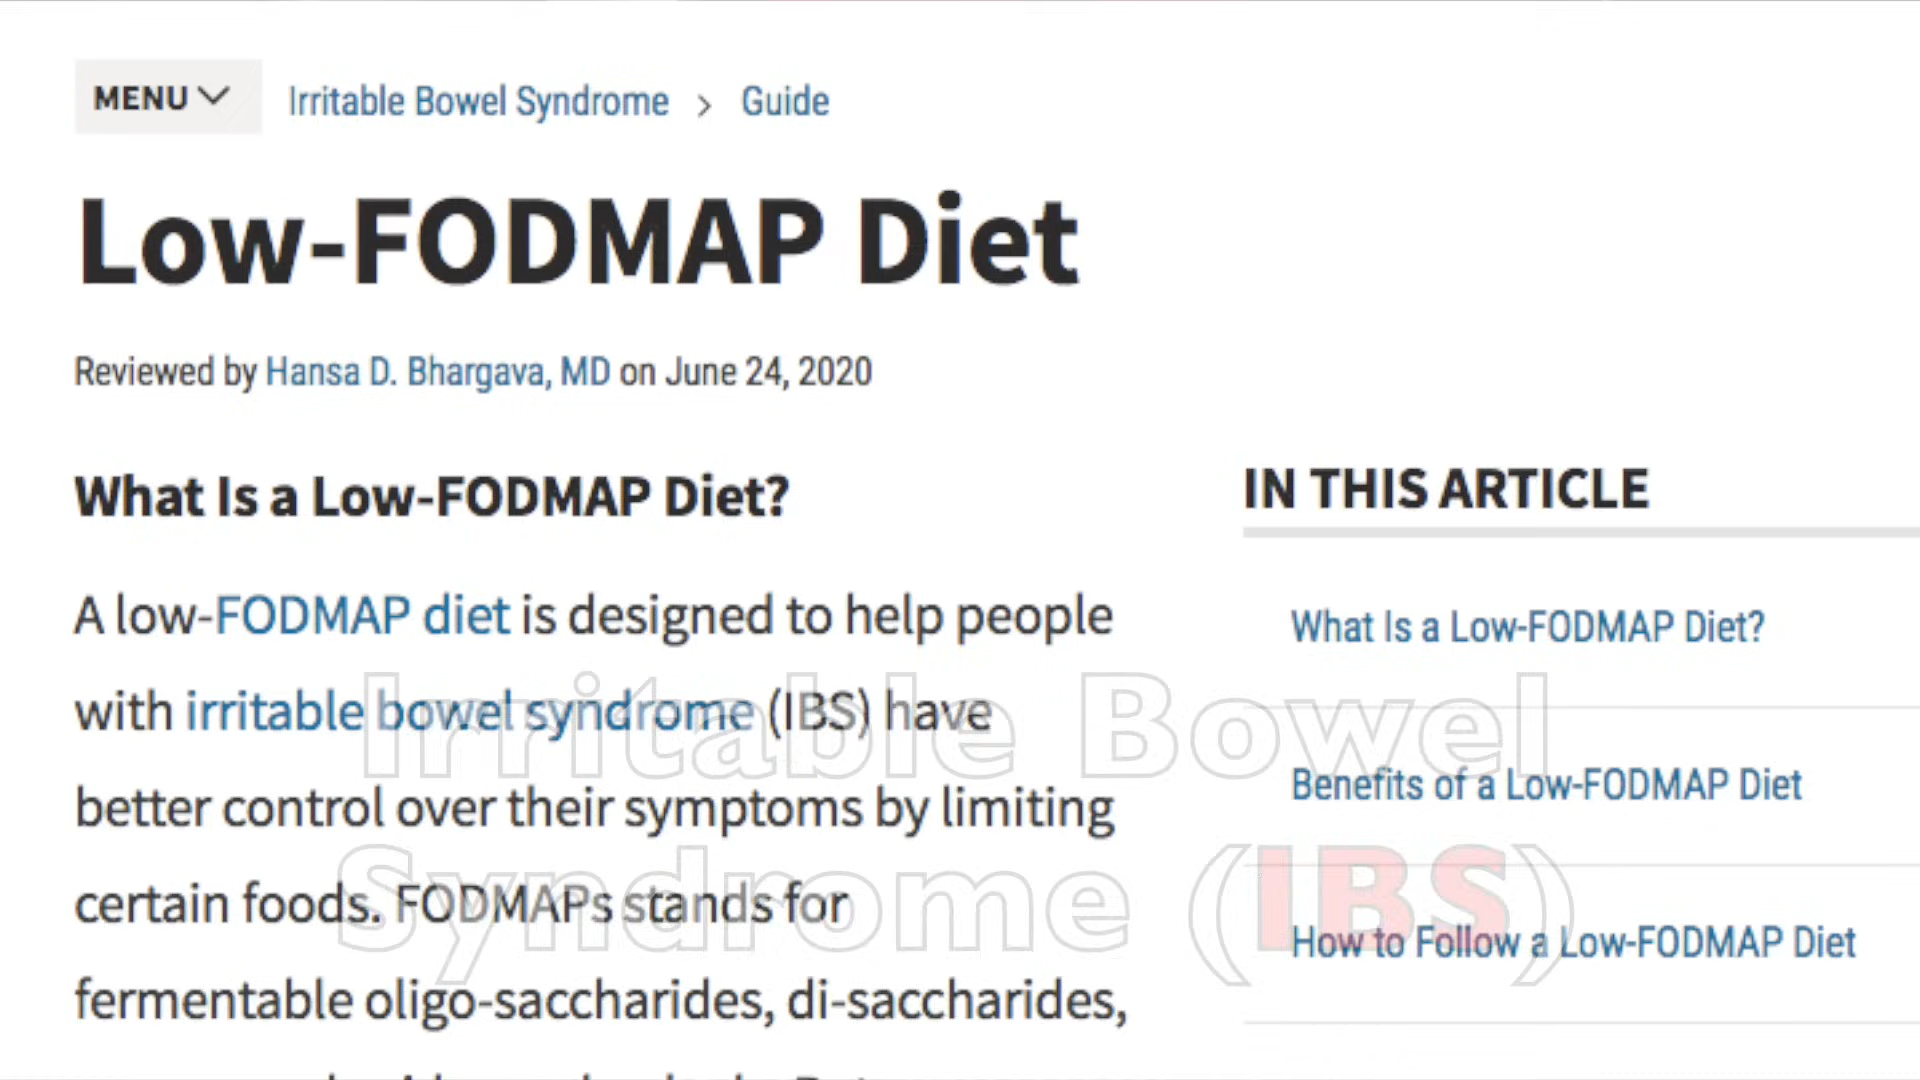 MENU Irritable Bowel Syndrome > Guide
Low-FODMAP Diet
Reviewed by Hansa D. Bhargava, MD on June 24, 2020
What Is a Low-FODMAP Diet?
A low-FODMAP diet is designed to help people
with irritable bowel syndrome (IBS) have
better control over their symptoms by limiting
certain foods. FODMAPs stands for
fermentable oligo-saccharides, di-saccharides,
IN THIS ARTICLE
What Is a Low-FODMAP Diet?
Benefits of a Low-FODMAP Diet
How to Follow a Low-FODMAP Diet
Irritable Bowel
Syndrome (IBS)